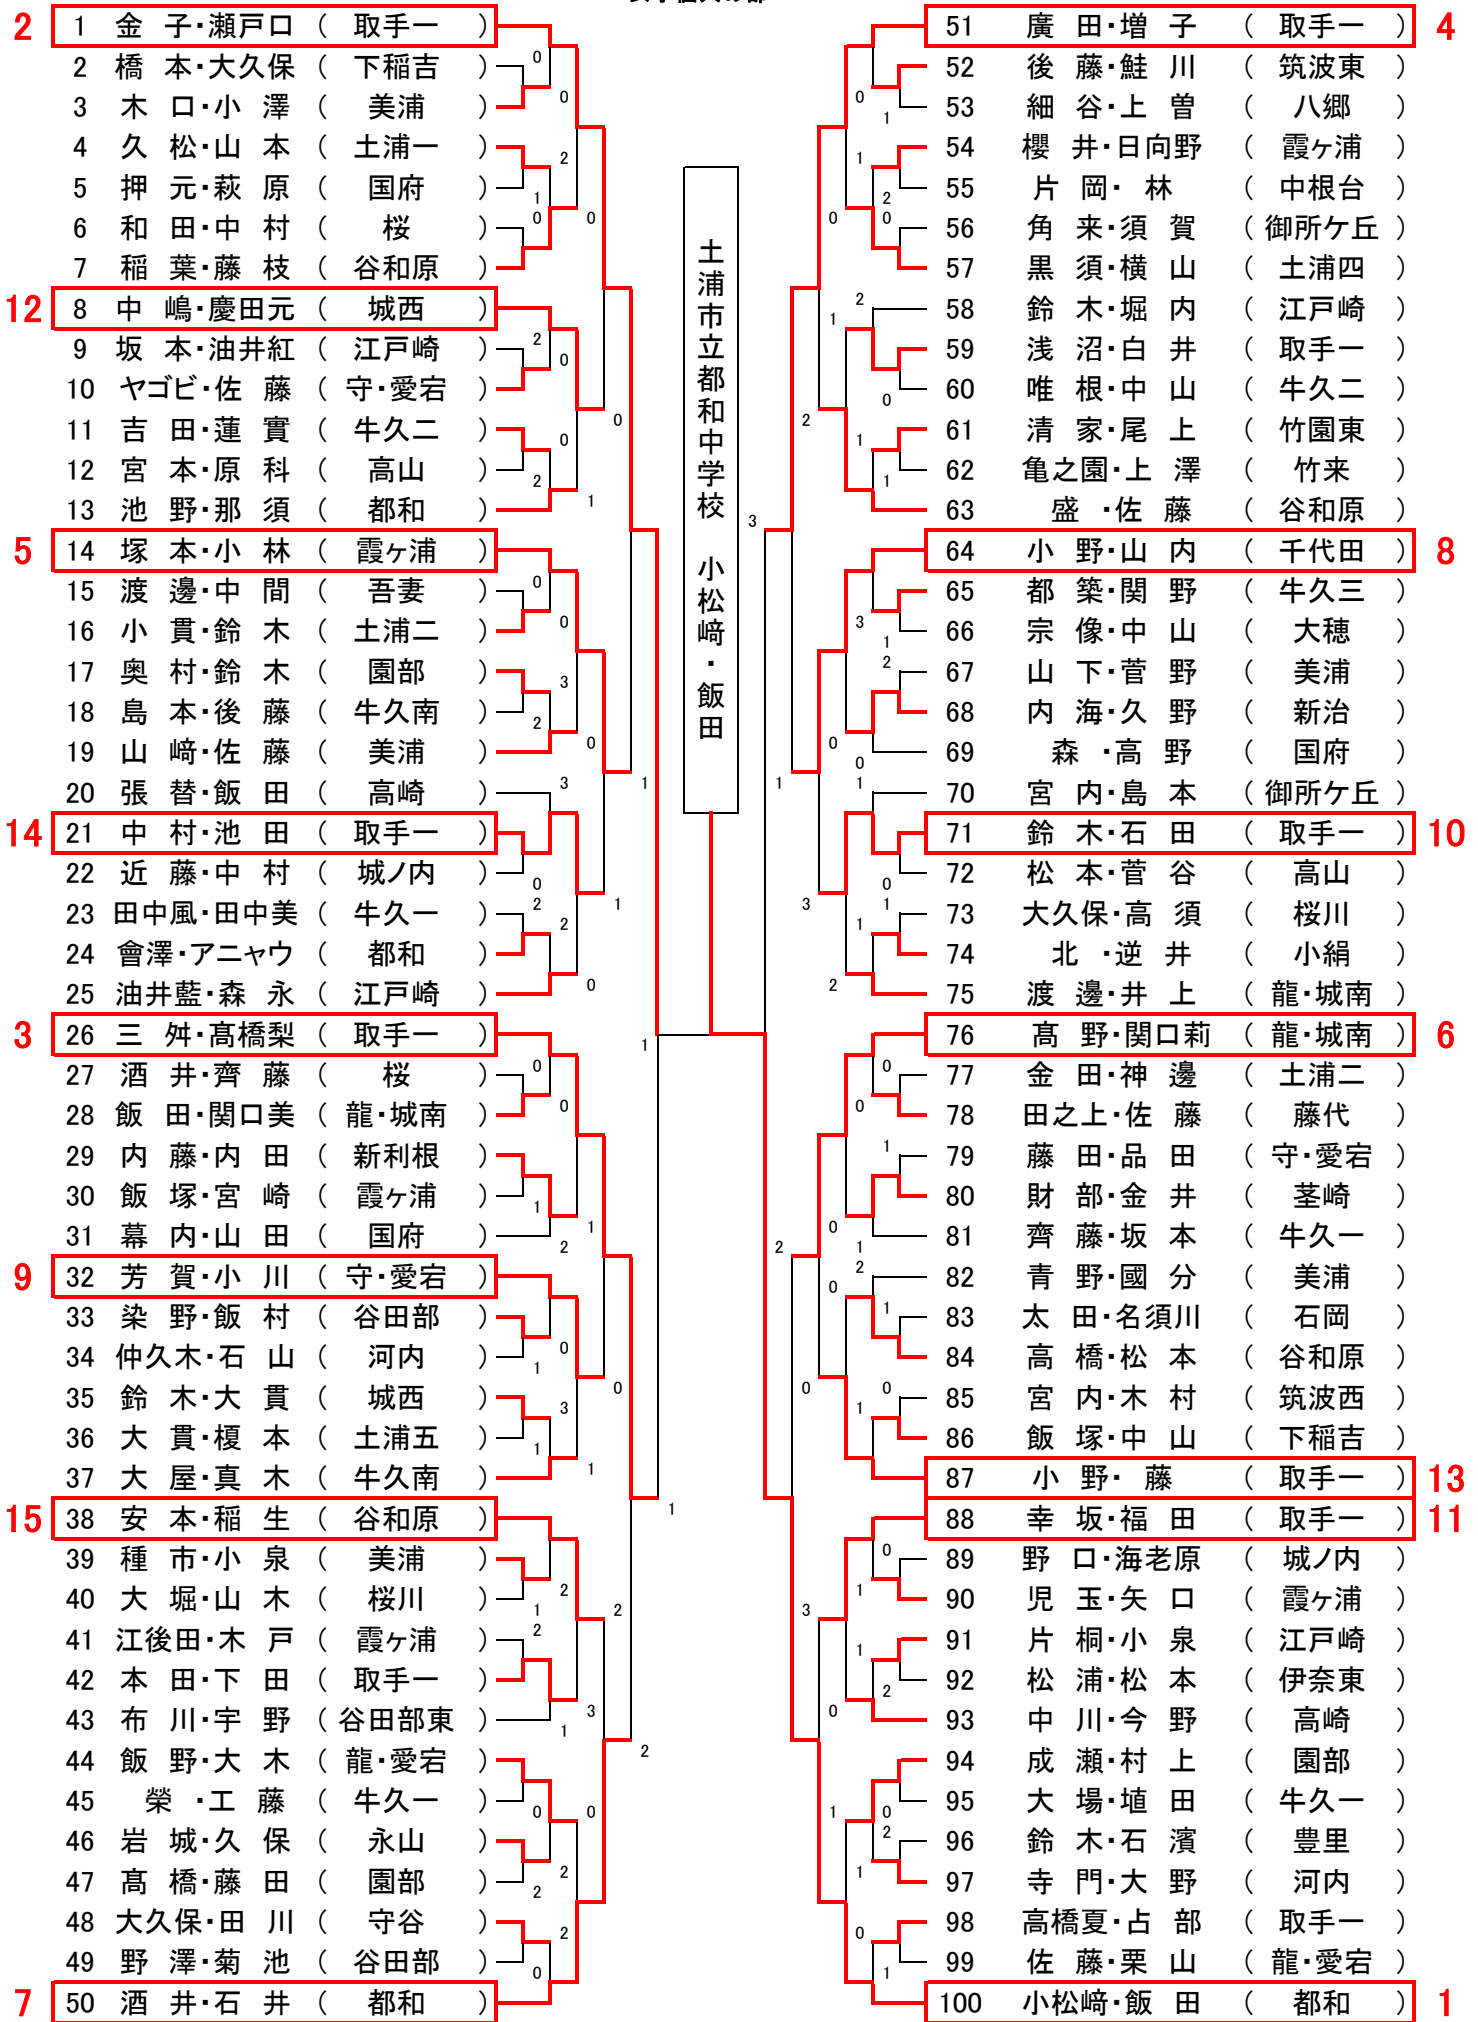 2 1 金 子・瀬戸口 ( 取手一 )
2 橋 本・大久保 ( 下稲吉 )
3 木 口・小 澤 ( 美浦 )
4 久 松・山 本 ( 土浦一 )
5 押 元・萩 原 ( 国府 )
6 和 田・中 村 ( 桜 )
7 稲 葉・藤 枝 ( 谷和原 )
12 8 中 嶋・慶田元 ( 城西 )
9 坂 本・油井紅 ( 江戸崎 )
10 ヤゴビ・佐 藤 ( 守・愛宕 )
11 吉 田・蓮 實 ( 牛久二 )
12 宮 本・原 科 ( 高山 )
13 池 野・那 須 ( 都和 )
5 14 塚 本・小 林 ( 霞ヶ浦 )
15 渡 邊・中 間 ( 吾妻 )
16 小 貫・鈴 木 ( 土浦二 )
17 奥 村・鈴 木 ( 園部 )
18 島 本・後 藤 ( 牛久南 )
19 山 﨑・佐 藤 ( 美浦 )
20 張 替・飯 田 ( 高崎 )
14 21 中 村・池 田 ( 取手一 )
22 近 藤・中 村 ( 城ノ内 )
23 田中風・田中美 ( 牛久一 )
24 會澤・アニャウ ( 都和 )
25 油井藍・森 永 ( 江戸崎 )
3 26 三 舛・髙橋梨 ( 取手一 )
27 酒 井・齊 藤 ( 桜 )
28 飯 田・関口美 ( 龍・城南 )
29 内 藤・内 田 ( 新利根 )
30 飯 塚・宮 崎 ( 霞ヶ浦 )
31 幕 内・山 田 ( 国府 )
9 32 芳 賀・小 川 ( 守・愛宕 )
33 染 野・飯 村 ( 谷田部 )
34 仲久木・石 山 ( 河内 )
35 鈴 木・大 貫 ( 城西 )
36 大 貫・榎 本 ( 土浦五 )
37 大 屋・真 木 ( 牛久南 )
15 38 安 本・稲 生 ( 谷和原 )
39 種 市・小 泉 ( 美浦 )
40 大 堀・山 木 ( 桜川 )
41 江後田・木 戸 ( 霞ヶ浦 )
42 本 田・下 田 ( 取手一 )
43 布 川・宇 野 ( 谷田部東 )
44 飯 野・大 木 ( 龍・愛宕 )
45 榮 ・工 藤 ( 牛久一 )
46 岩 城・久 保 ( 永山 )
47 髙 橋・藤 田 ( 園部 )
48 大久保・田 川 ( 守谷 )
49 野 澤・菊 池 ( 谷田部 )
7 50 酒 井・石 井 ( 都和 )
土浦市立都和中学校 小松﨑・飯田
51 廣 田・増 子 ( 取手一 ) 4
52 後 藤・鮭 川 ( 筑波東 )
53 細 谷・上 曽 ( 八郷 )
54 櫻 井・日向野 ( 霞ヶ浦 )
55 片 岡・ 林 ( 中根台 )
56 角 来・須 賀 ( 御所ケ丘 )
57 黒 須・横 山 ( 土浦四 )
58 鈴 木・堀 内 ( 江戸崎 )
59 浅 沼・白 井 ( 取手一 )
60 唯 根・中 山 ( 牛久二 )
61 清 家・尾 上 ( 竹園東 )
62 亀之園・上 澤 ( 竹来 )
63 盛 ・佐 藤 ( 谷和原 )
64 小 野・山 内 ( 千代田 ) 8
65 都 築・関 野 ( 牛久三 )
66 宗 像・中 山 ( 大穂 )
67 山 下・菅 野 ( 美浦 )
68 内 海・久 野 ( 新治 )
69 森 ・高 野 ( 国府 )
70 宮 内・島 本 ( 御所ケ丘 )
71 鈴 木・石 田 ( 取手一 ) 10
72 松 本・菅 谷 ( 高山 )
73 大久保・高 須 ( 桜川 )
74 北 ・逆 井 ( 小絹 )
75 渡 邊・井 上 ( 龍・城南 )
76 髙 野・関口莉 ( 龍・城南 ) 6
77 金 田・神 邊 ( 土浦二 )
78 田之上・佐 藤 ( 藤代 )
79 藤 田・品 田 ( 守・愛宕 )
80 財 部・金 井 ( 茎崎 )
81 齊 藤・坂 本 ( 牛久一 )
82 青 野・國 分 ( 美浦 )
83 太 田・名須川 ( 石岡 )
84 高 橋・松 本 ( 谷和原 )
85 宮 内・木 村 ( 筑波西 )
86 飯 塚・中 山 ( 下稲吉 )
87 小 野・ 藤 ( 取手一 ) 13
88 幸 坂・福 田 ( 取手一 ) 11
89 野 口・海老原 ( 城ノ内 )
90 児 玉・矢 口 ( 霞ヶ浦 )
91 片 桐・小 泉 ( 江戸崎 )
92 松 浦・松 本 ( 伊奈東 )
93 中 川・今 野 ( 高崎 )
94 成 瀬・村 上 ( 園部 )
95 大 場・埴 田 ( 牛久一 )
96 鈴 木・石 濱 ( 豊里 )
97 寺 門・大 野 ( 河内 )
98 高橋夏・占 部 ( 取手一 )
99 佐 藤・栗 山 ( 龍・愛宕 )
100 小松﨑・飯 田 ( 都和 ) 1